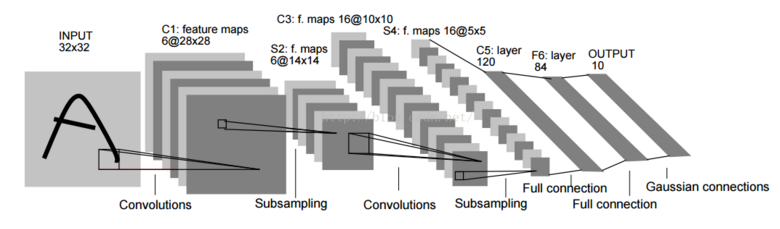 INPUT
32x32
C1: feature maps
6@28x28
C3: f. maps 16@10x10
S2: f. maps
6@14x14
S4: f. maps 16@5x5
C5: layer
120
F6: layer
84
OUTPUT
10
A
Convolutions
Subsampling
Convolutions
Subsampling
Full connection
Full connection
Gaussian connections